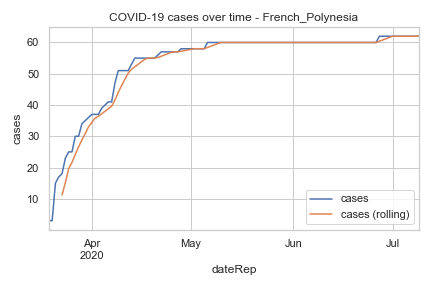 COVID-19 cases over time - French_Polynesia
cases
60
50
40
30
20
10
Apr
2020
May
Jun
Jul
dateRep
cases
cases (rolling)